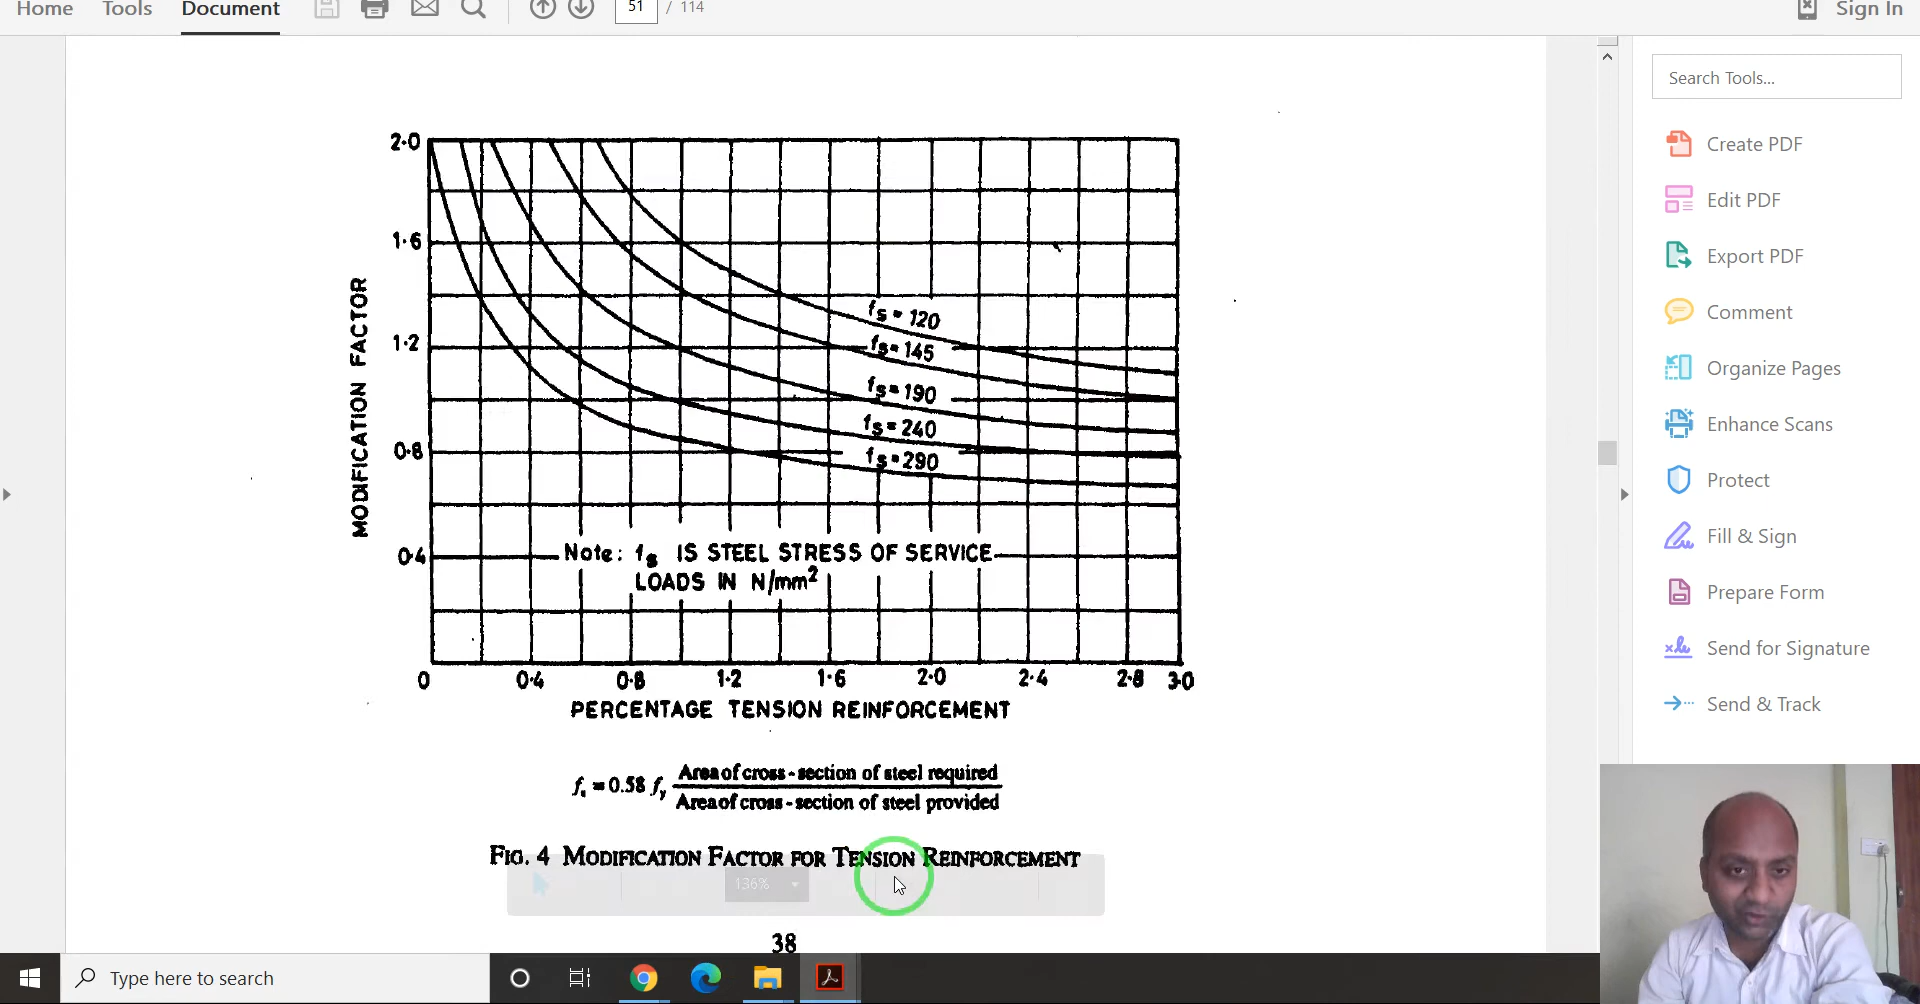 Home Tools Document 51 / 114 Sign In
Search Tools...
Create PDF
Edit PDF
Export PDF
Comment
Organize Pages
Enhance Scans
Protect
Fill & Sign
Prepare Form
Send for Signature
Send & Track
MODIFICATION FACTOR
2·0
1·6
1·2
0·8
0·4
fs = 120
fs = 145
fs = 190
fs = 240
fs = 290
Note: fs IS STEEL STRESS OF SERVICE
LOADS IN N/mm2
0 0·4 0·8 1·2 1·6 2·0 2·4 2·8 3·0
PERCENTAGE TENSION REINFORCEMENT
fs = 0.58 fy Area of cross-section of steel required
Area of cross-section of steel provided
FIG. 4 MODIFICATION FACTOR FOR TENSION REINFORCEMENT
136%
38
Type here to search